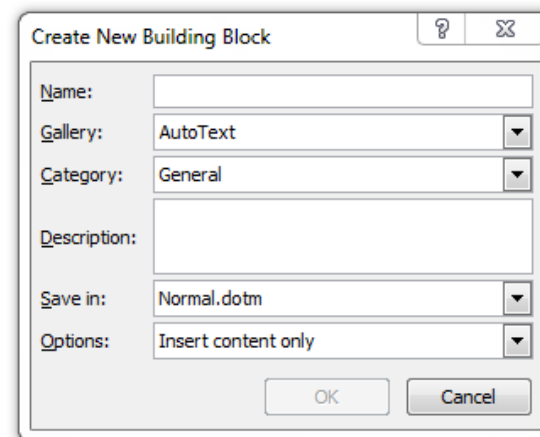 Create New Building Block
Name:
Gallery: AutoText
Category: General
Description:
Save in: Normal.dotm
Options: Insert content only
OK Cancel